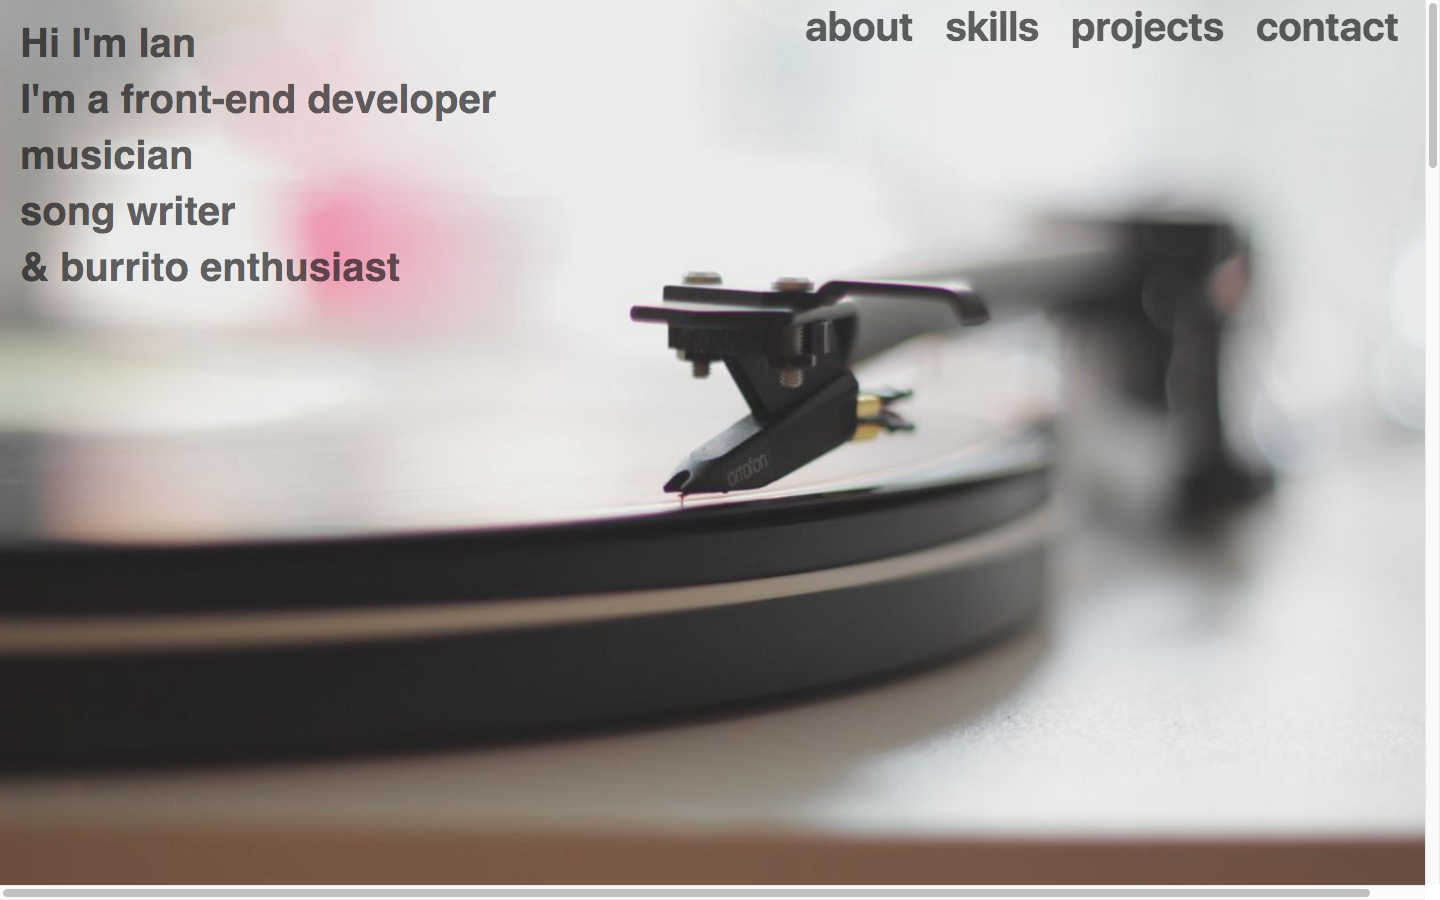 Hi I'm Ian
I'm a front-end developer
musician
song writer
& burrito enthusiast
about skills projects contact
ortofon